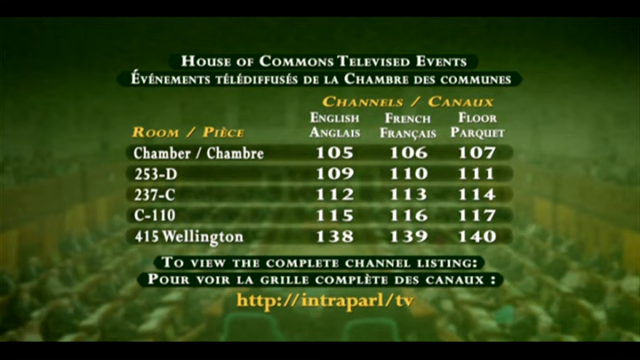 House of Commons Televised Events
Événements télédiffusés de la Chambre des communes
Channels / Canaux
Room / Pièce
English Anglais
French Français
Floor Parquet
Chamber / Chambre 105 106 107
253-D 109 110 111
237-C 112 113 114
C-110 115 116 117
415 Wellington 138 139 140
To view the complete channel listing:
Pour voir la grille complète des canaux :
http://intraparl/tv